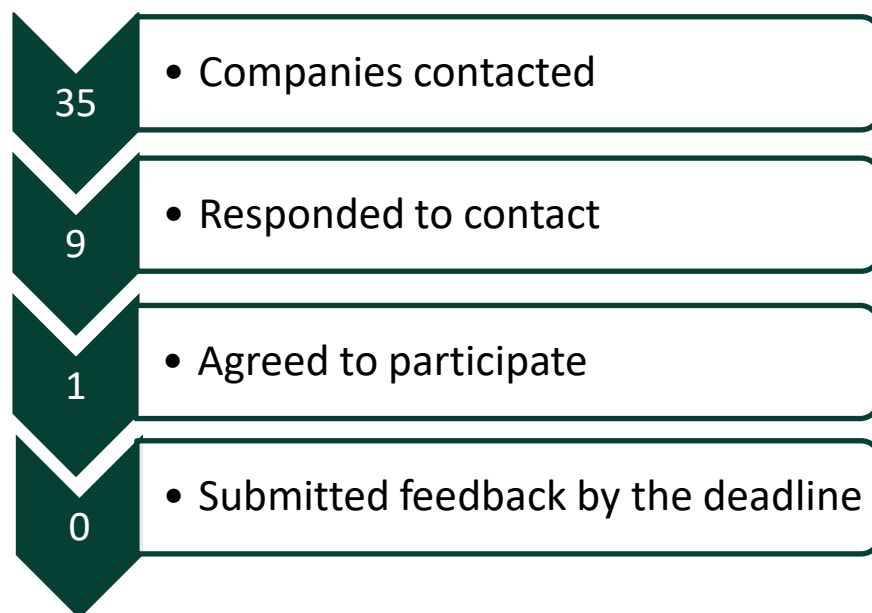 35
• Companies contacted
9
• Responded to contact
1
• Agreed to participate
0
• Submitted feedback by the deadline